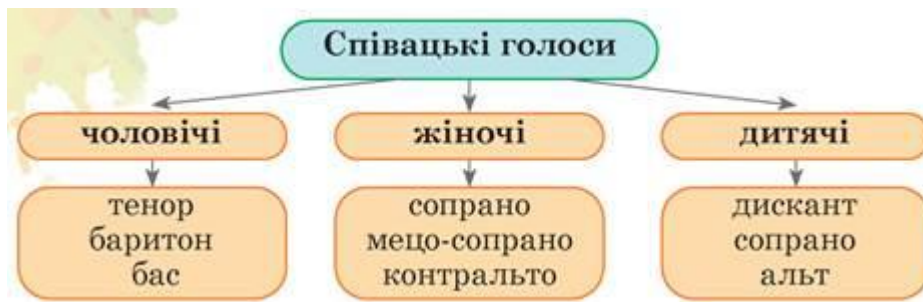 Співацькі голоси
чоловічі
жіночі
дитячі
тенор
баритон
бас
сопрано
мецо-сопрано
контральто
дискант
сопрано
альт